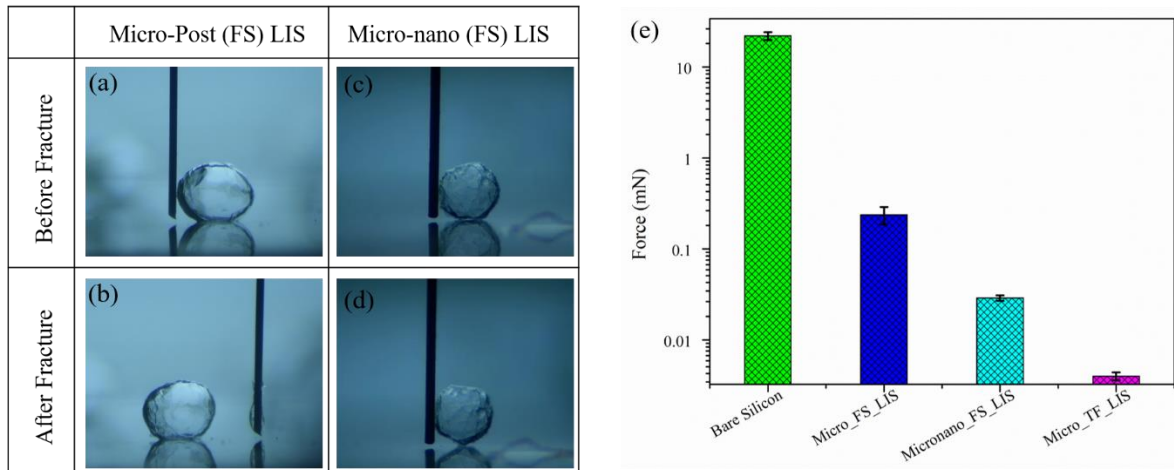 Micro-Post (FS) LIS
Micro-nano (FS) LIS
Before Fracture
(a)
(c)
After Fracture
(b)
(d)
(e)
Force (mN)
10
1
0.1
0.01
Bare Silicon
Micro_FS_LIS
Micronano_FS_LIS
Micro_TF_LIS